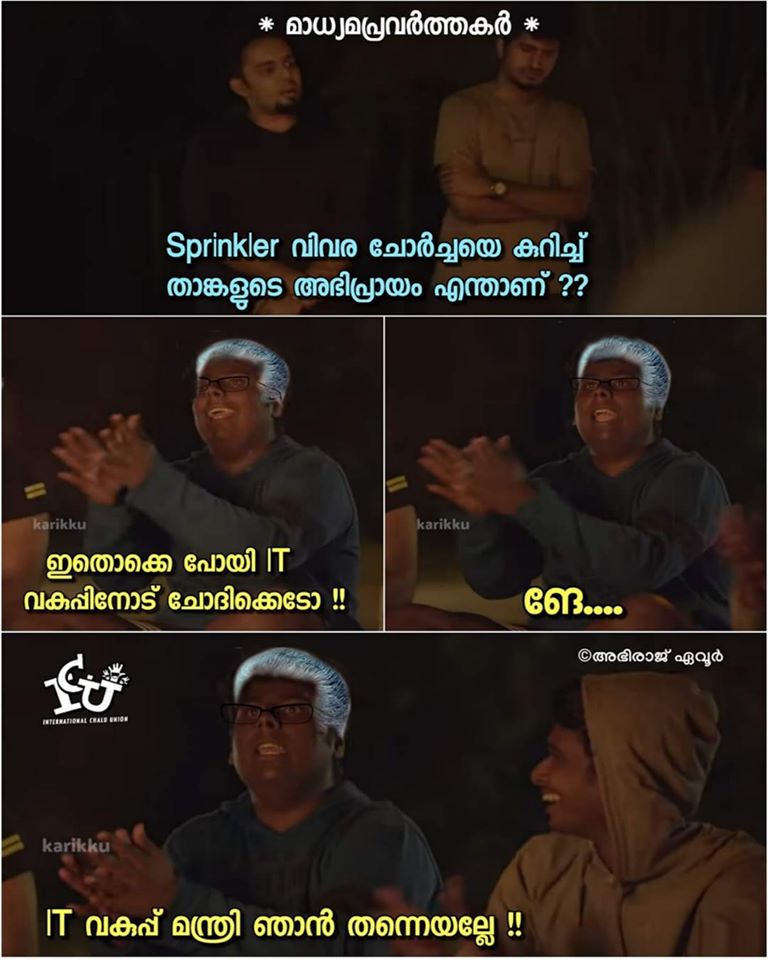 * മാധ്യമപ്രവർത്തകർ *
Sprinkler വിവര ചോർച്ചയെ കുറിച്ച്
താങ്കളുടെ അഭിപ്രായം എന്താണ് ??
karikku
ഇതൊക്കെ പോയി IT
വകുപ്പിനോട് ചോദിക്കെടോ !!
karikku
ങേ....
©അഭിരാജ് ഏവൂർ
ICU
INTERNATIONAL CHALU UNION
karikku
IT വകുപ്പ് മന്ത്രി ഞാൻ തന്നെയല്ലേ !!